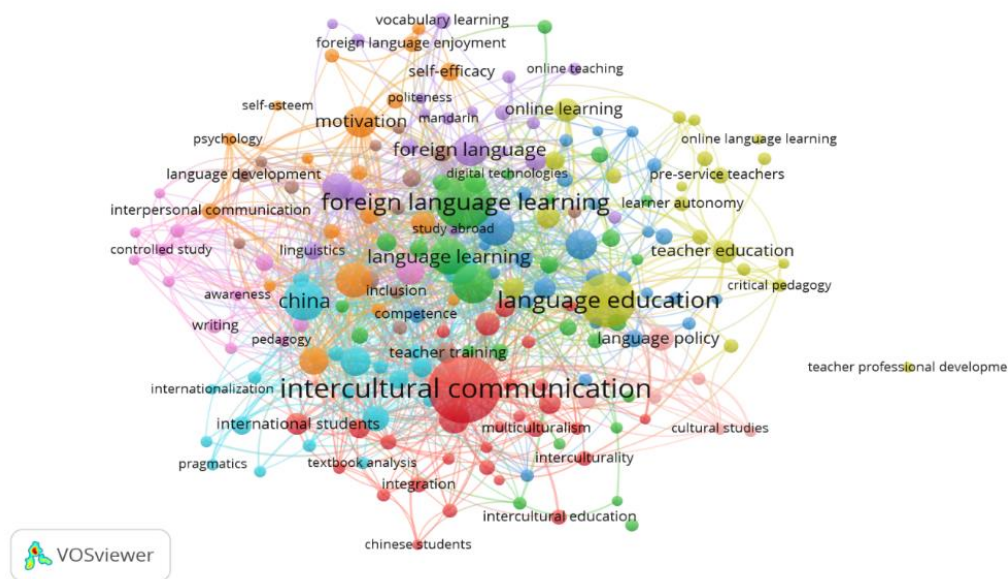 vocabulary learning
foreign language enjoyment
self-efficacy
online teaching
self-esteem
politeness
online learning
motivation
mandarin
psychology
foreign language
online language learning
language development
digital technologies
pre-service teachers
foreign language learning
learner autonomy
interpersonal communication
study abroad
controlled study
linguistics
language learning
teacher education
awareness
inclusion
china
competence
language education
critical pedagogy
writing
pedagogy
language policy
teacher training
teacher professional developme
internationalization
intercultural communication
international students
multiculturalism
cultural studies
pragmatics
textbook analysis
interculturality
integration
intercultural education
chinese students
VOSviewer